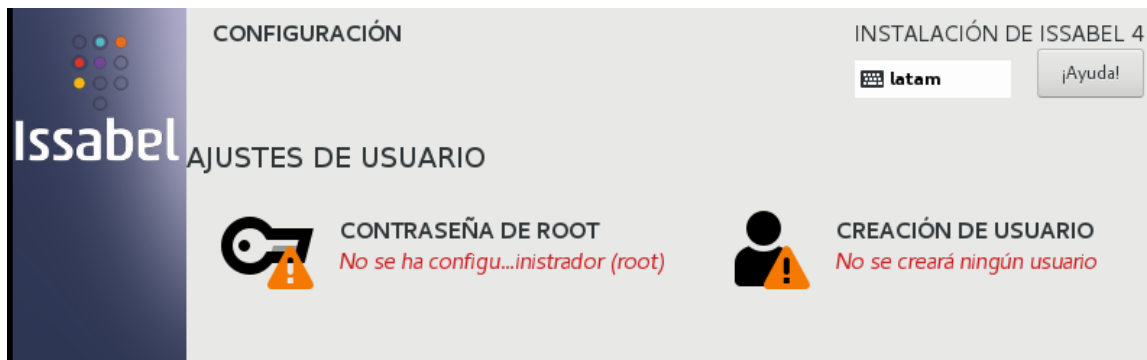 CONFIGURACIÓN
INSTALACIÓN DE ISSABEL 4
latam
¡Ayuda!
Issabel
AJUSTES DE USUARIO
CONTRASEÑA DE ROOT
No se ha configu...inistrador (root)
CREACIÓN DE USUARIO
No se creará ningún usuario